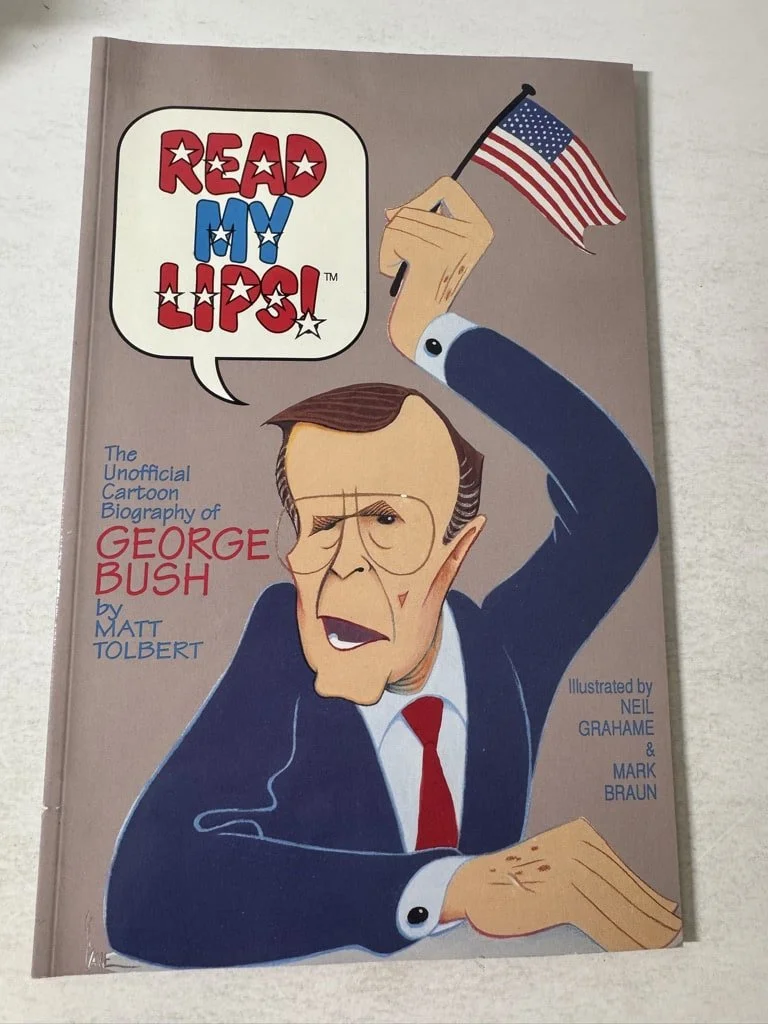 READ
MY
LIPS!™
The
Unofficial
Cartoon
Biography of
GEORGE
BUSH
by
MATT
TOLBERT
Illustrated by
NEIL
GRAHAME
&
MARK
BRAUN